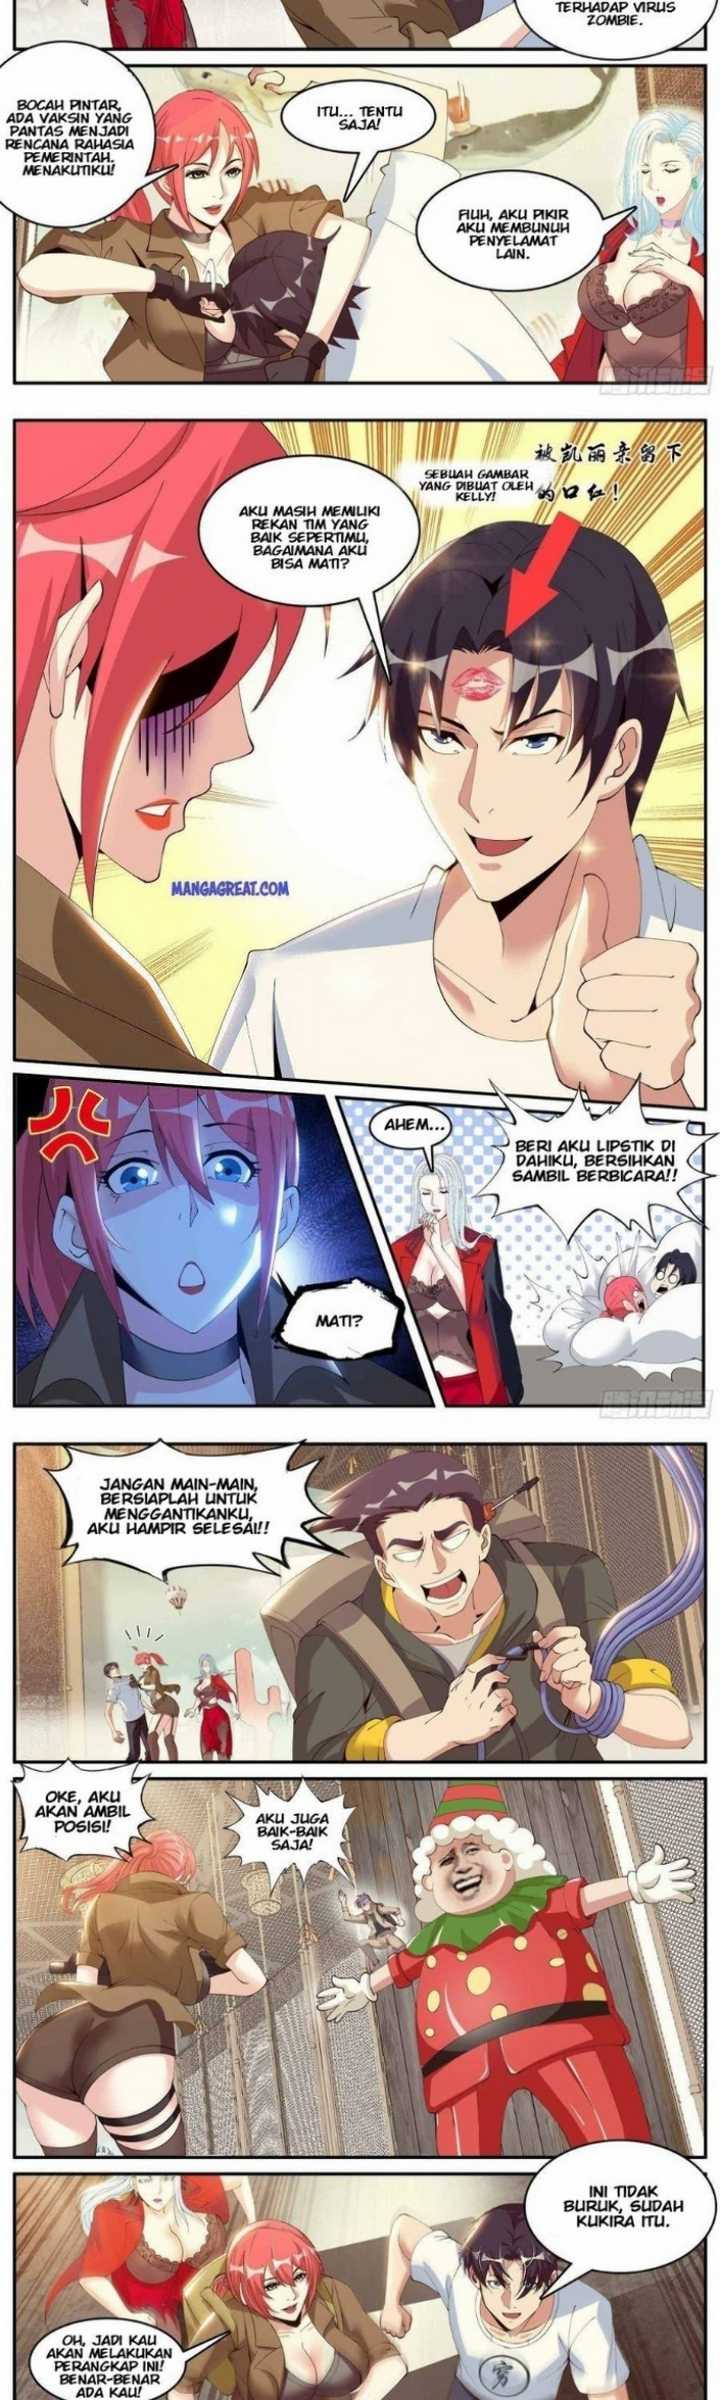 TERHADAP VIRUS
ZOMBIE.
BOCAH PINTAR,
ADA VAKSIN YANG
PANTAS MENJADI
RENCANA RAHASIA
PEMERINTAH.
MENAKUTIKU!
ITU... TENTU
SAJA!
FIUH, AKU PIKIR
AKU MEMBUNUH
PENYELAMAT
LAIN.
被凯丽亲留下
的口红!
SEBUAH GAMBAR
YANG DIBUAT OLEH
KELLY!
AKU MASIH MEMILIKI
REKAN TIM YANG
BAIK SEPERTIMU,
BAGAIMANA AKU
BISA MATI?
MANGAGREAT.COM
MATI?
AHEM...
BERI AKU LIPSTIK DI
DAHIKU, BERSIHKAN
SAMBIL BERBICARA!!
JANGAN MAIN-MAIN,
BERSIAPLAH UNTUK
MENGGANTIKANKU,
AKU HAMPIR SELESAI!!
OKE, AKU
AKAN AMBIL
POSISI!
AKU JUGA
BAIK-BAIK
SAJA!
INI TIDAK
BURUK, SUDAH
KUKIRA ITU.
OH, JADI KAU
AKAN MELAKUKAN
PERANGKAP INI!
BENAR-BENAR
ADA KAU!
穷